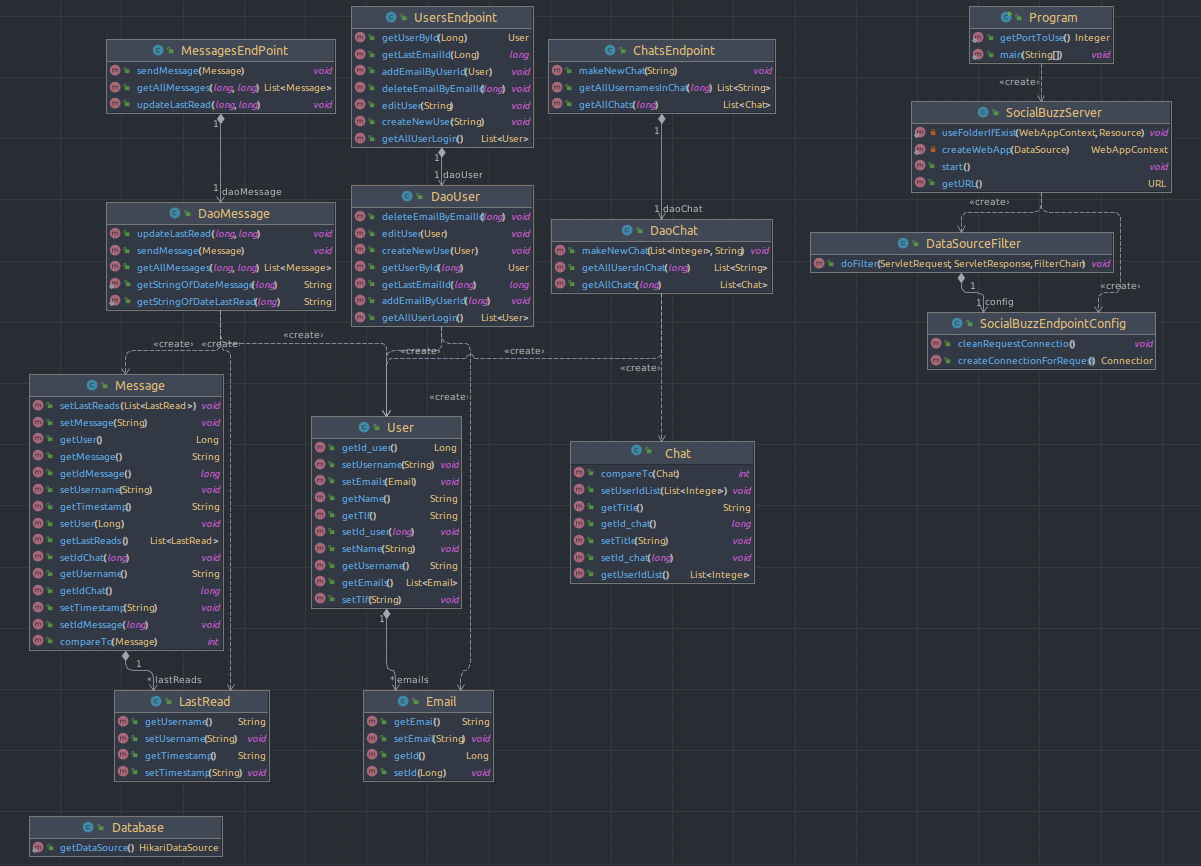 MessagesEndPoint
sendMessage(Message) void
getAllMessages(long, long) List<Message>
updateLastRead(long, long) void
UsersEndpoint
getUserById(Long) User
getLastEmailId(Long) long
addEmailByUserId(User) void
deleteEmailByEmailId(long) void
editUser(String) void
createNewUse(String) void
getAllUserLogin() List<User>
ChatsEndpoint
makeNewChat(String) void
getAllUsernamesInChat(long) List<String>
getAllChats(long) List<Chat>
Program
getPortToUse() Integer
main(String[]) void
«create»
SocialBuzzServer
useFolderIfExist(WebAppContext, Resource) void
createWebApp(DataSource) WebAppContext
start() void
getURL() URL
1
1 daoMessage
1
1 daoUser
1
1 daoChat
«create»
«create»
DaoMessage
updateLastRead(long, long) void
sendMessage(Message) void
getAllMessages(long, long) List<Message>
getStringOfDateMessage(long) String
getStringOfDateLastRead(long) String
DaoUser
deleteEmailByEmailId(long) void
editUser(User) void
createNewUse(User) void
getUserById(long) User
getLastEmailId(long) long
addEmailByUserId(long) void
getAllUserLogin() List<User>
DaoChat
makeNewChat(List<Integer>, String) void
getAllUsersInChat(long) List<String>
getAllChats(long) List<Chat>
DataSourceFilter
doFilter(ServletRequest, ServletResponse, FilterChain) void
1
1 config
SocialBuzzEndpointConfig
cleanRequestConnection() void
createConnectionForReques() Connection
«create»
«create»
«create»
«create»
«create»
«create»
«create»
Message
setLastReads(List<LastRead>) void
setMessage(String) void
getUser() Long
getMessage() String
getIdMessage() long
setUsername(String) void
getTimestamp() String
setUser(Long) void
getLastReads() List<LastRead>
setIdChat(long) void
getUsername() String
getIdChat() long
setTimestamp(String) void
setIdMessage(long) void
compareTo(Message) int
User
getId_user() Long
setUsername(String) void
setEmails(Email) void
getName() String
getTlf() String
setId_user(long) void
setName(String) void
getUsername() String
getEmails() List<Email>
setTlf(String) void
Chat
compareTo(Chat) int
setUserIdList(List<Integer>) void
getTitle() String
getId_chat() long
setTitle(String) void
setId_chat(long) void
getUserIdList() List<Integer>
1
* lastReads
1
* emails
LastRead
getUsername() String
setUsername(String) void
getTimestamp() String
setTimestamp(String) void
Email
getEmai() String
setEmail(String) void
getId() Long
setId(Long) void
Database
getDataSource() HikariDataSource